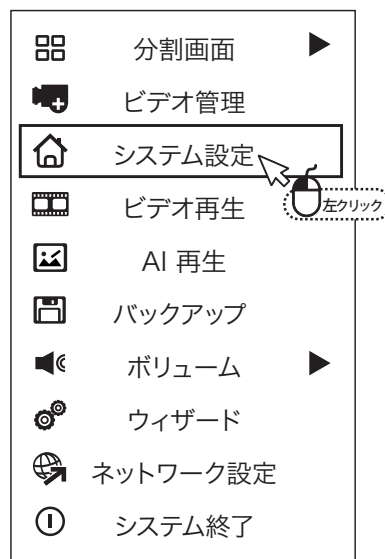 分割画面
ビデオ管理
システム設定
左クリック
ビデオ再生
AI 再生
バックアップ
ボリューム
ウィザード
ネットワーク設定
システム終了